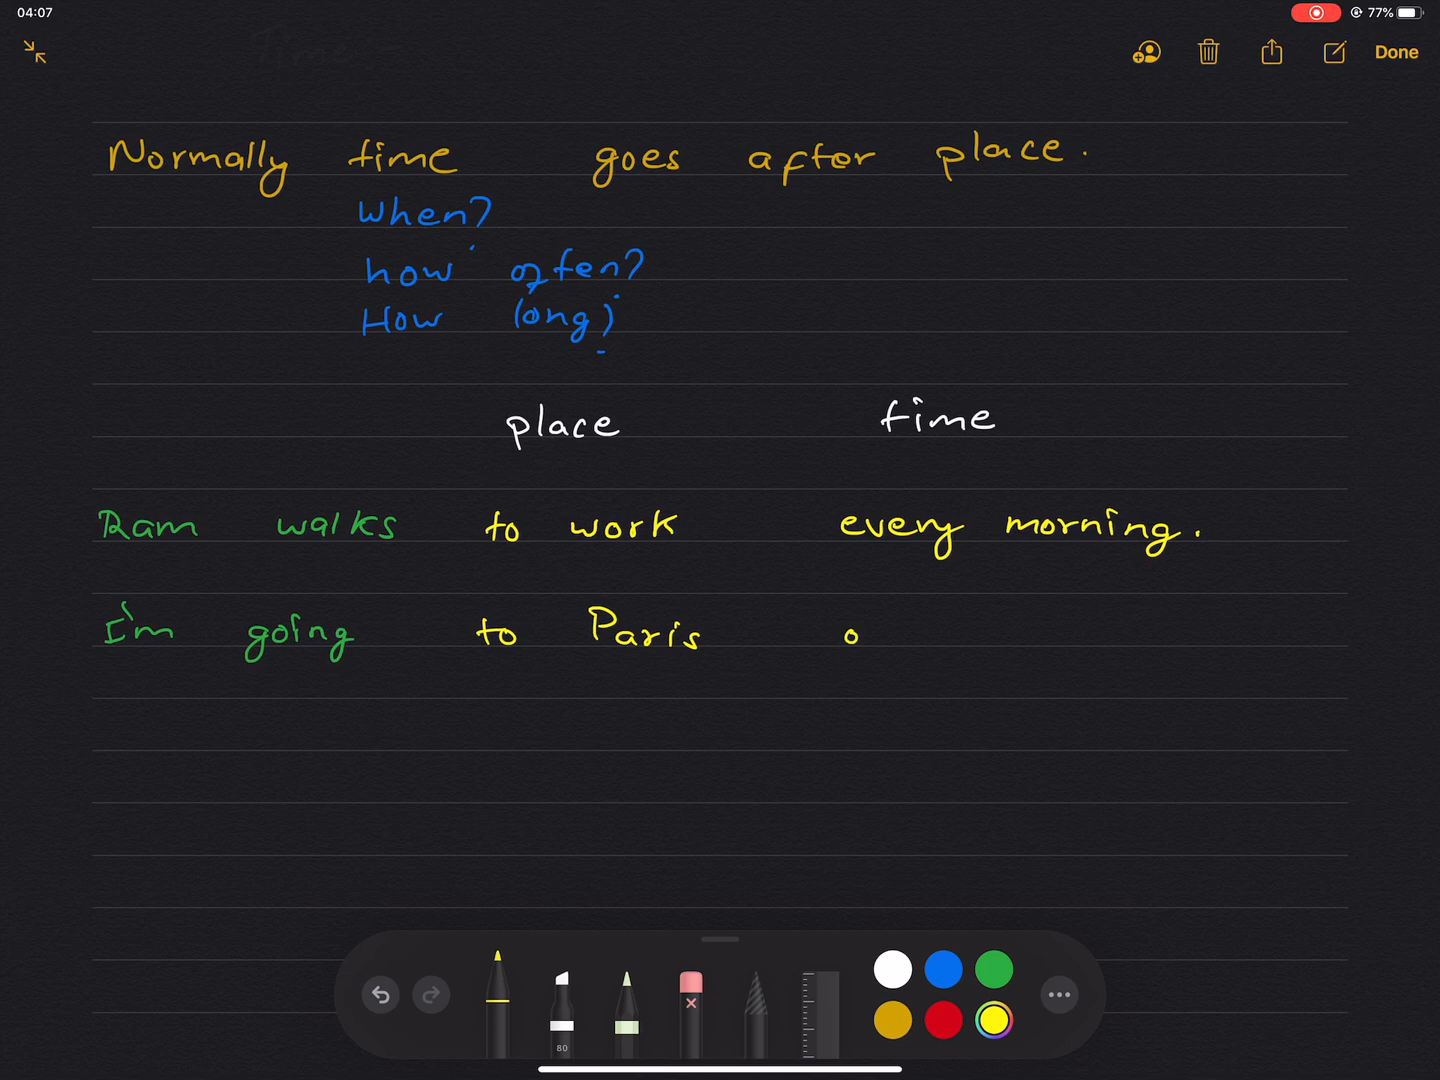 04:07
77%
Time -
Done
Normally time goes after place.
When?
how often?
How long?
place time
Ram walks to work every morning.
I'm going to Paris o
80